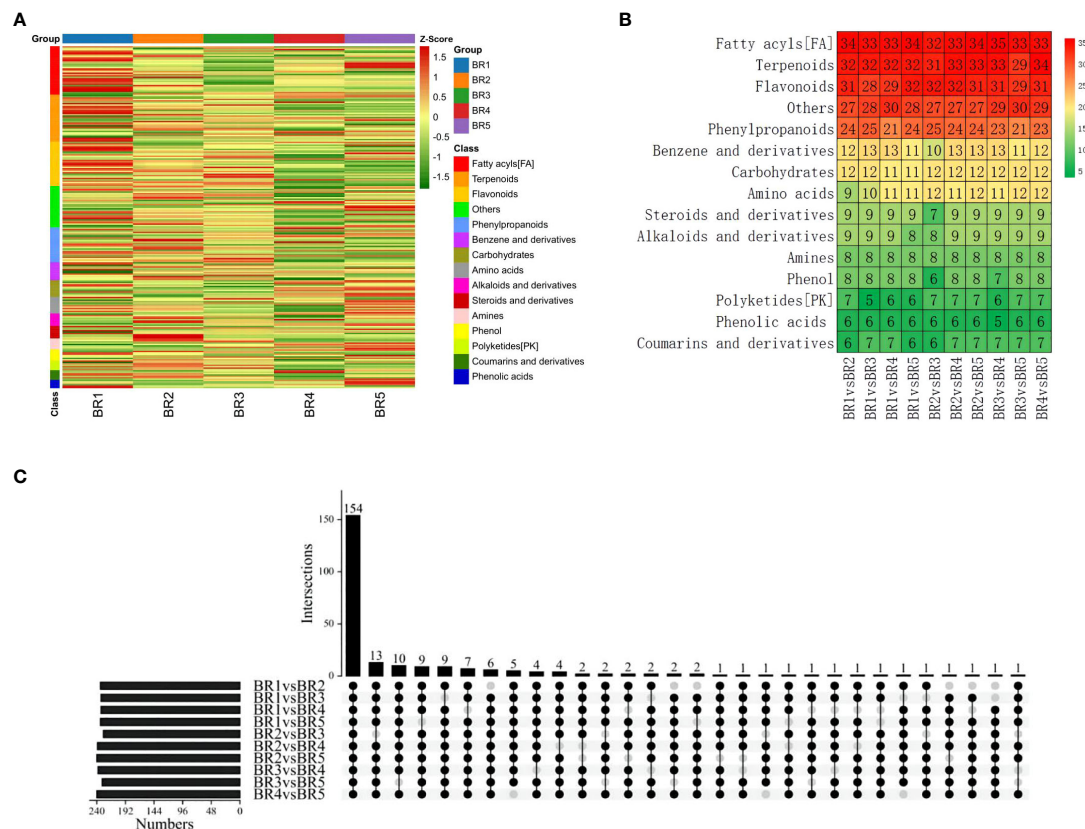 A
Group
Z-Score
1.5
1
0.5
0
-0.5
-1
-1.5
Group
BR1
BR2
BR3
BR4
BR5
Class
Fatty acyls[FA]
Terpenoids
Flavonoids
Others
Phenylpropanoids
Benzene and derivatives
Carbohydrates
Amino acids
Alkaloids and derivatives
Steroids and derivatives
Amines
Phenol
Polyketides[PK]
Coumarins and derivatives
Phenolic acids
Class
BR1 BR2 BR3 BR4 BR5
B
Fatty acyls[FA] 34 33 33 34 32 33 34 35 33 33
Terpenoids 32 32 32 32 31 33 33 33 29 34
Flavonoids 31 28 29 32 32 32 31 31 29 31
Others 27 28 30 28 27 27 27 29 30 29
Phenylpropanoids 24 25 21 24 25 24 24 23 21 23
Benzene and derivatives 12 13 13 11 10 13 13 13 11 12
Carbohydrates 12 12 11 11 12 12 12 12 12 12
Amino acids 9 10 11 11 12 11 12 11 12 12
Steroids and derivatives 9 9 9 9 7 9 9 9 9 9
Alkaloids and derivatives 9 9 9 8 8 9 9 9 9 9
Amines 8 8 8 8 8 8 8 8 8 8
Phenol 8 8 8 8 6 8 8 7 8 8
Polyketides[PK] 7 5 6 6 7 7 7 6 7 7
Phenolic acids 6 6 6 6 6 6 6 5 6 6
Coumarins and derivatives 6 7 7 6 6 7 7 7 7 7
BR1vsBR2 BR1vsBR3 BR1vsBR4 BR1vsBR5 BR2vsBR3 BR2vsBR4 BR2vsBR5 BR3vsBR4 BR3vsBR5 BR4vsBR5
35
30
25
20
15
10
5
C
Intersections
150
100
50
0
154 13 10 9 9 7 6 5 4 4 2 2 2 2 2 2 1 1 1 1 1 1 1 1 1 1 1 1 1 1
BR1vsBR2
BR1vsBR3
BR1vsBR4
BR1vsBR5
BR2vsBR3
BR2vsBR4
BR2vsBR5
BR3vsBR4
BR3vsBR5
BR4vsBR5
240 192 144 96 48 0
Numbers